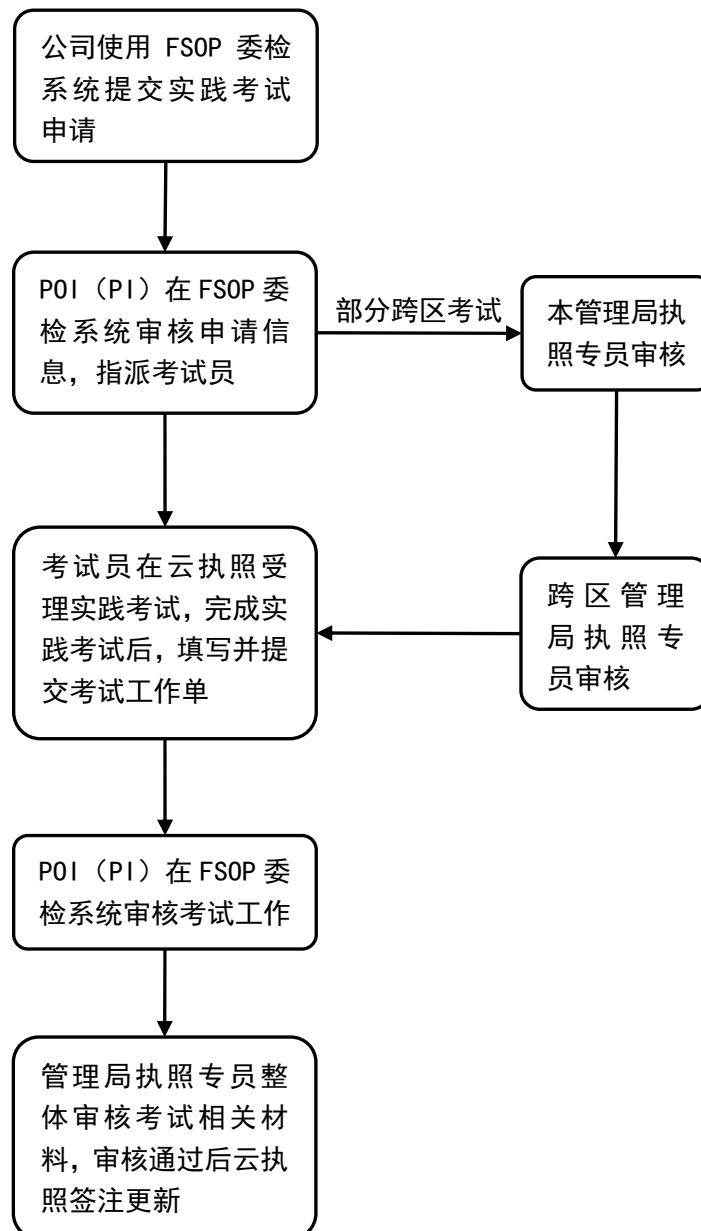 公司使用 FSOP 委检
系统提交实践考试
申请
POI（PI）在 FSOP 委
检系统审核申请信
息，指派考试员
部分跨区考试
本管理局执
照专员审核
考试员在云执照受
理实践考试，完成实
践考试后，填写并提
交考试工作单
跨区管理
局执照专
员审核
POI（PI）在 FSOP 委
检系统审核考试工作
管理局执照专员整
体审核考试相关材
料，审核通过后云执
照签注更新